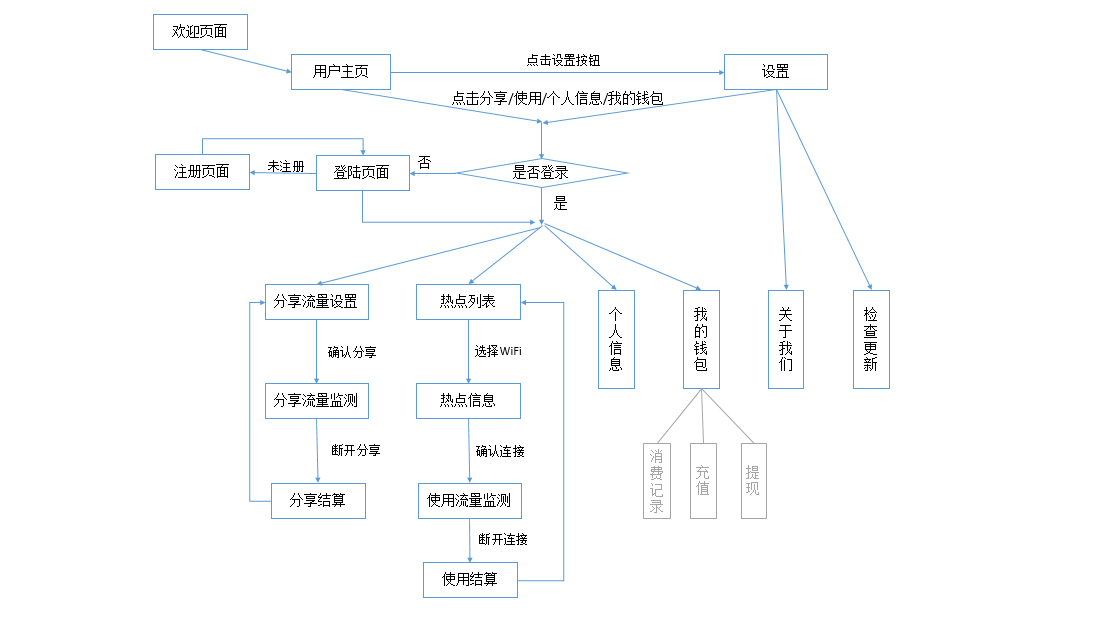 欢迎页面
用户主页
点击设置按钮
设置
点击分享/使用/个人信息/我的钱包
注册页面
未注册
登陆页面
否
是否登录
是
分享流量设置
热点列表
个人信息
我的钱包
关于我们
检查更新
确认分享
选择WiFi
分享流量监测
热点信息
断开分享
确认连接
消费记录
充值
提现
分享结算
使用流量监测
断开连接
使用结算